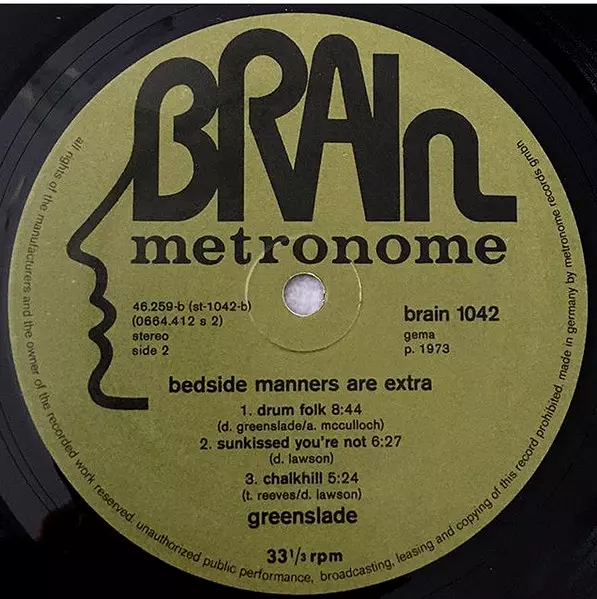 BRAIn
metronome
46.259-b (st-1042-b)
(0664.412 s 2)
stereo
side 2
brain 1042
gema
p. 1973
bedside manners are extra
1. drum folk 8:44
(d. greenslade/a. mcculloch)
2. sunkissed you're not 6:27
(d. lawson)
3. chalkhill 5:24
(t. reeves/d. lawson)
greenslade
33 1/3 rpm
all rights of the manufacturers and the owner of the recorded work reserved. unauthorized public performance, broadcasting, leasing and copying of this record prohibited. made in germany by metronome records gmbh